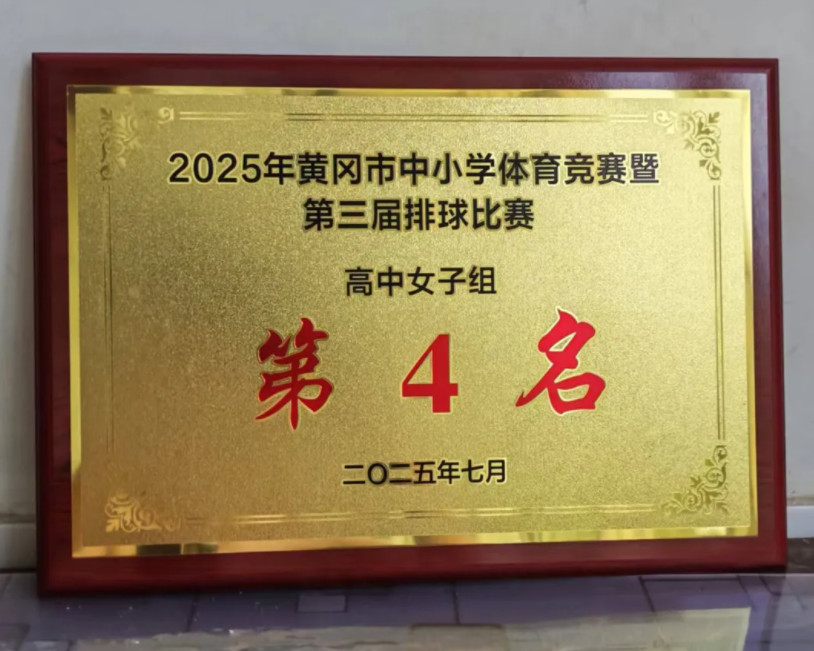 2025年黄冈市中小学体育竞赛暨
第三届排球比赛
高中女子组
第 4 名
二〇二五年七月